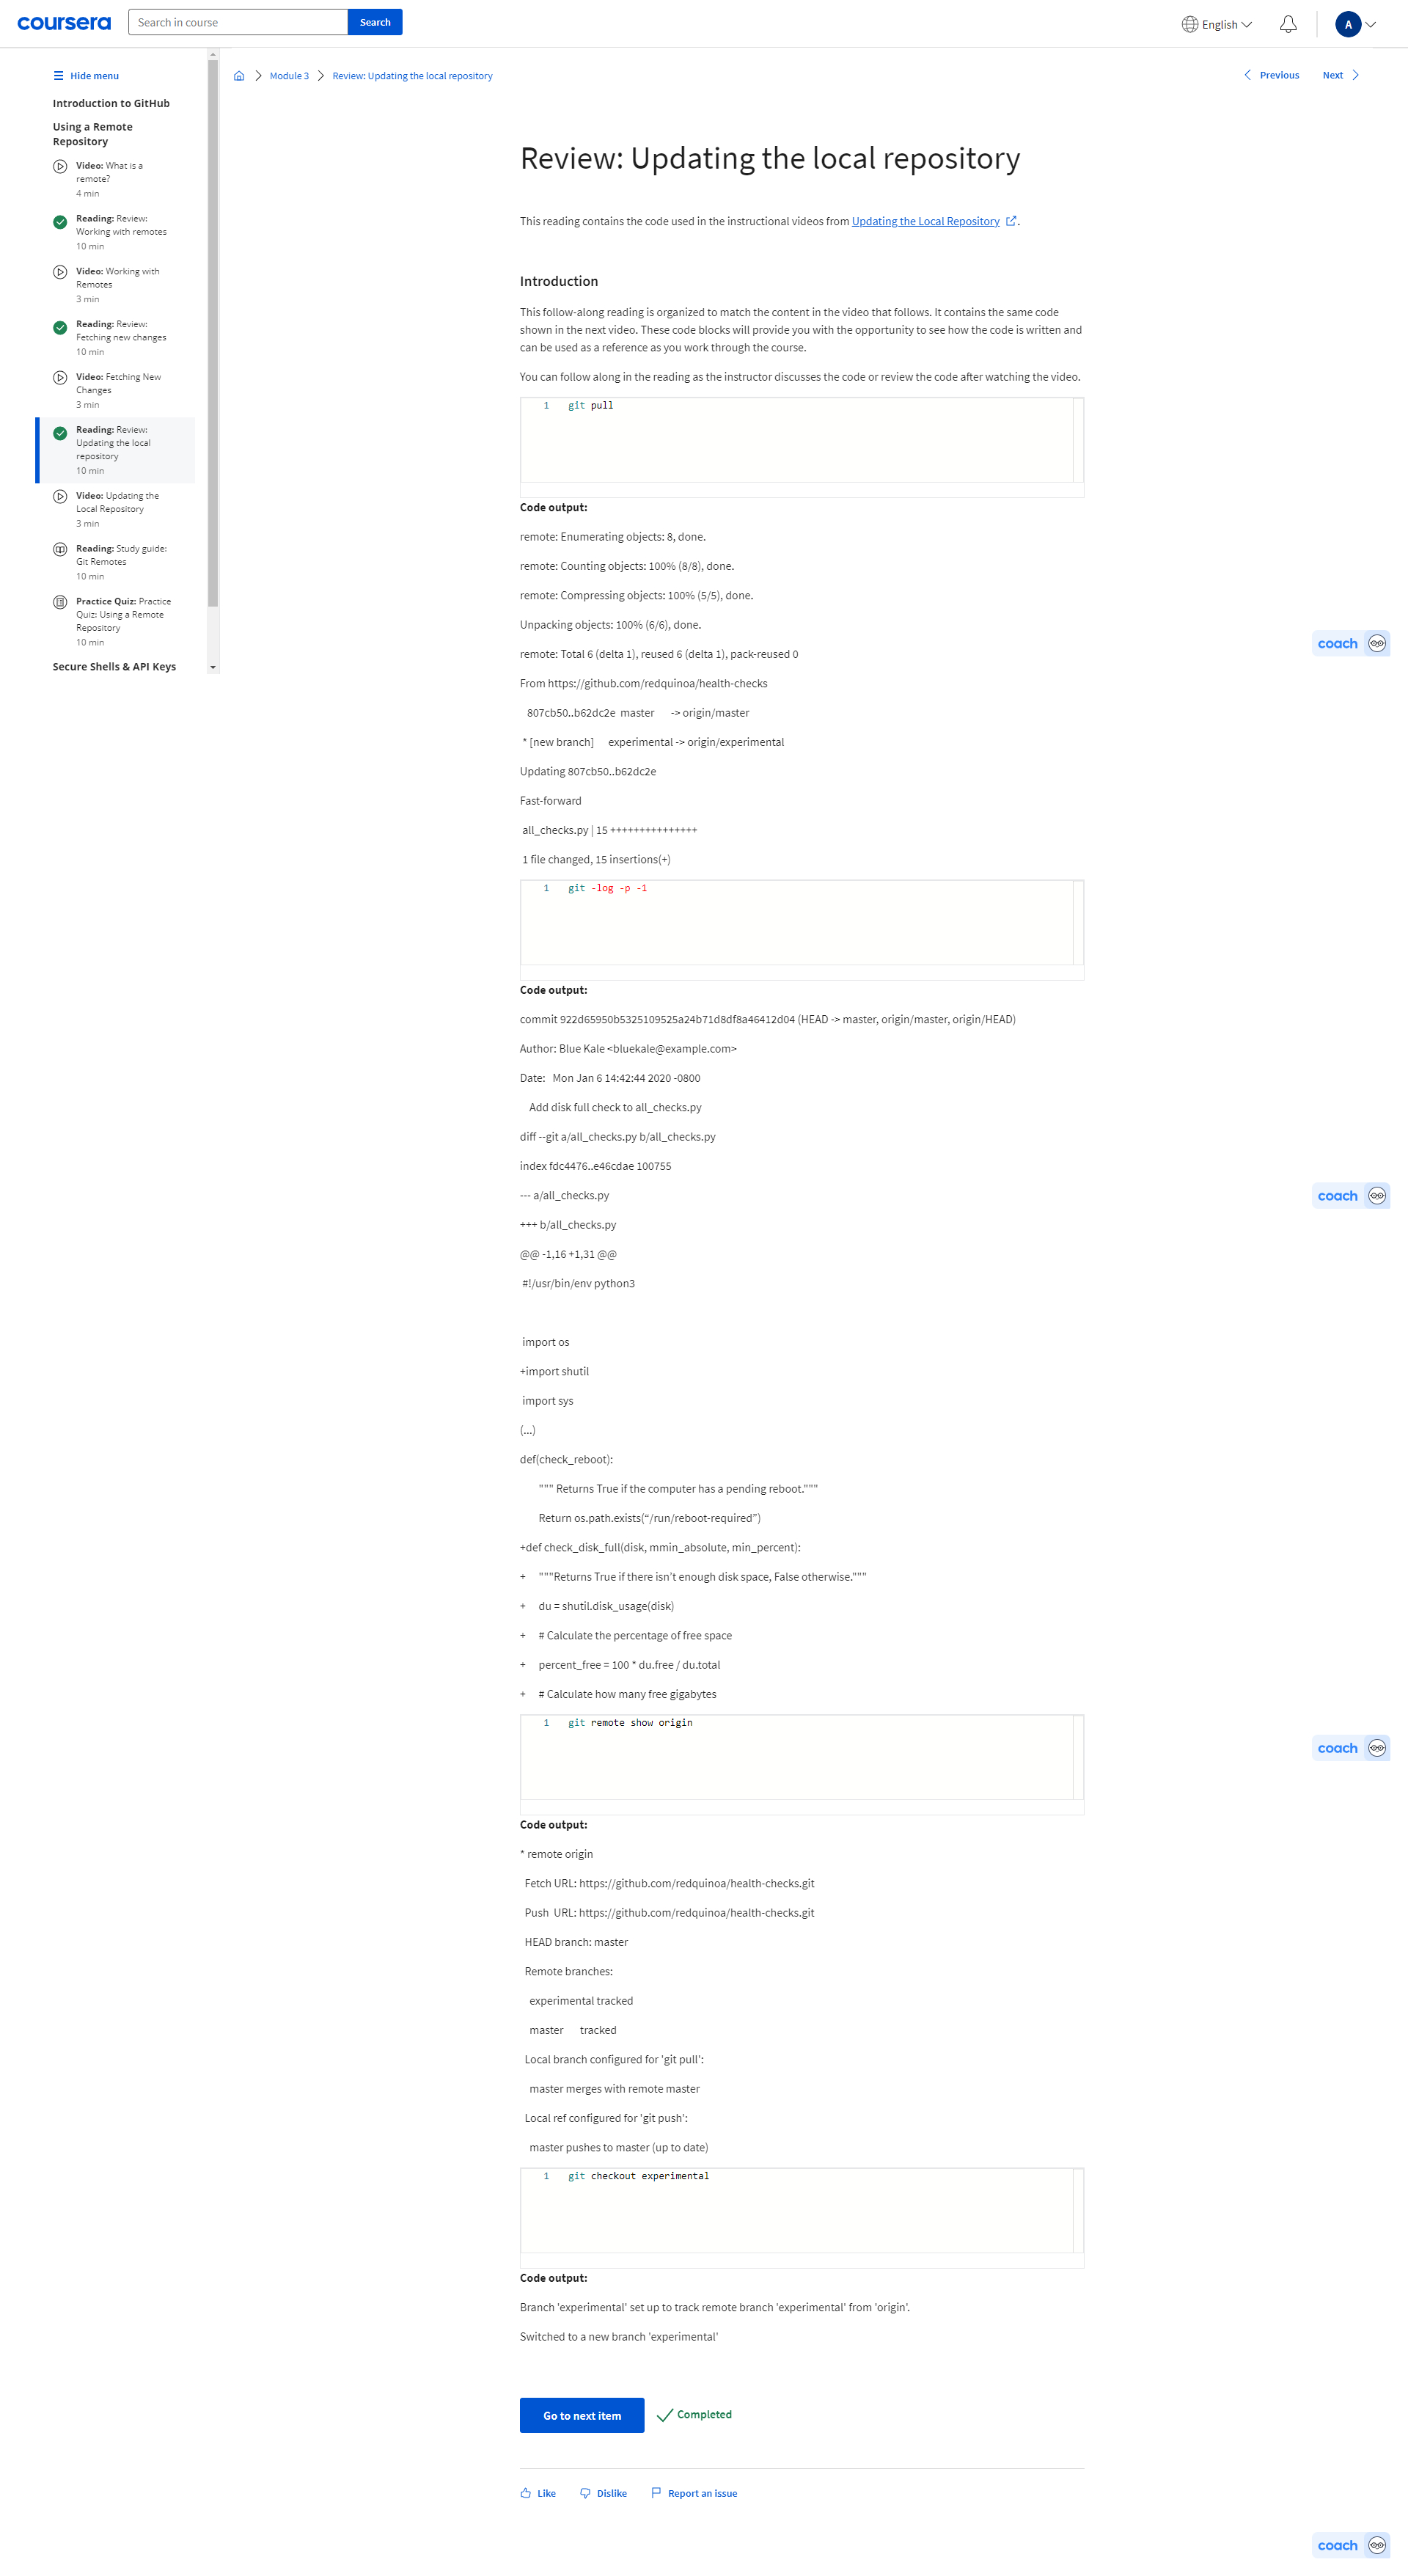 coursera
Search in course
Search
English
A
Hide menu
Introduction to GitHub
Using a Remote
Repository
Video: What is a
remote?
4 min
Reading: Review:
Working with remotes
10 min
Video: Working with
Remotes
3 min
Reading: Review:
Fetching new changes
10 min
Video: Fetching New
Changes
3 min
Reading: Review:
Updating the local
repository
10 min
Video: Updating the
Local Repository
3 min
Reading: Study guide:
Git Remotes
10 min
Practice Quiz: Practice
Quiz: Using a Remote
Repository
10 min
Secure Shells & API Keys
Module 3
Review: Updating the local repository
Previous
Next
Review: Updating the local repository
This reading contains the code used in the instructional videos from Updating the Local Repository .
Introduction
This follow-along reading is organized to match the content in the video that follows. It contains the same code
shown in the next video. These code blocks will provide you with the opportunity to see how the code is written and
can be used as a reference as you work through the course.
You can follow along in the reading as the instructor discusses the code or review the code after watching the video.
1 git pull
Code output:
remote: Enumerating objects: 8, done.
remote: Counting objects: 100% (8/8), done.
remote: Compressing objects: 100% (5/5), done.
Unpacking objects: 100% (6/6), done.
coach
remote: Total 6 (delta 1), reused 6 (delta 1), pack-reused 0
From https://github.com/redquinoa/health-checks
807cb50..b62dc2e master -> origin/master
* [new branch] experimental -> origin/experimental
Updating 807cb50..b62dc2e
Fast-forward
all_checks.py | 15 +++++++++++++++
1 file changed, 15 insertions(+)
1 git -log -p -1
Code output:
commit 922d65950b5325109525a24b71d8df8a46412d04 (HEAD -> master, origin/master, origin/HEAD)
Author: Blue Kale <bluekale@example.com>
Date: Mon Jan 6 14:42:44 2020 -0800
Add disk full check to all_checks.py
diff --git a/all_checks.py b/all_checks.py
index fdc4476..e46cdae 100755
--- a/all_checks.py
coach
+++ b/all_checks.py
@@ -1,16 +1,31 @@
#!/usr/bin/env python3
import os
+import shutil
import sys
(...)
def(check_reboot):
""" Returns True if the computer has a pending reboot."""
Return os.path.exists(“/run/reboot-required”)
+def check_disk_full(disk, mmin_absolute, min_percent):
+ """Returns True if there isn’t enough disk space, False otherwise."""
+ du = shutil.disk_usage(disk)
+ # Calculate the percentage of free space
+ percent_free = 100 * du.free / du.total
+ # Calculate how many free gigabytes
1 git remote show origin
coach
Code output:
* remote origin
Fetch URL: https://github.com/redquinoa/health-checks.git
Push URL: https://github.com/redquinoa/health-checks.git
HEAD branch: master
Remote branches:
experimental tracked
master tracked
Local branch configured for 'git pull':
master merges with remote master
Local ref configured for 'git push':
master pushes to master (up to date)
1 git checkout experimental
Code output:
Branch 'experimental' set up to track remote branch 'experimental' from 'origin'.
Switched to a new branch 'experimental'
Go to next item
Completed
Like
Dislike
Report an issue
coach